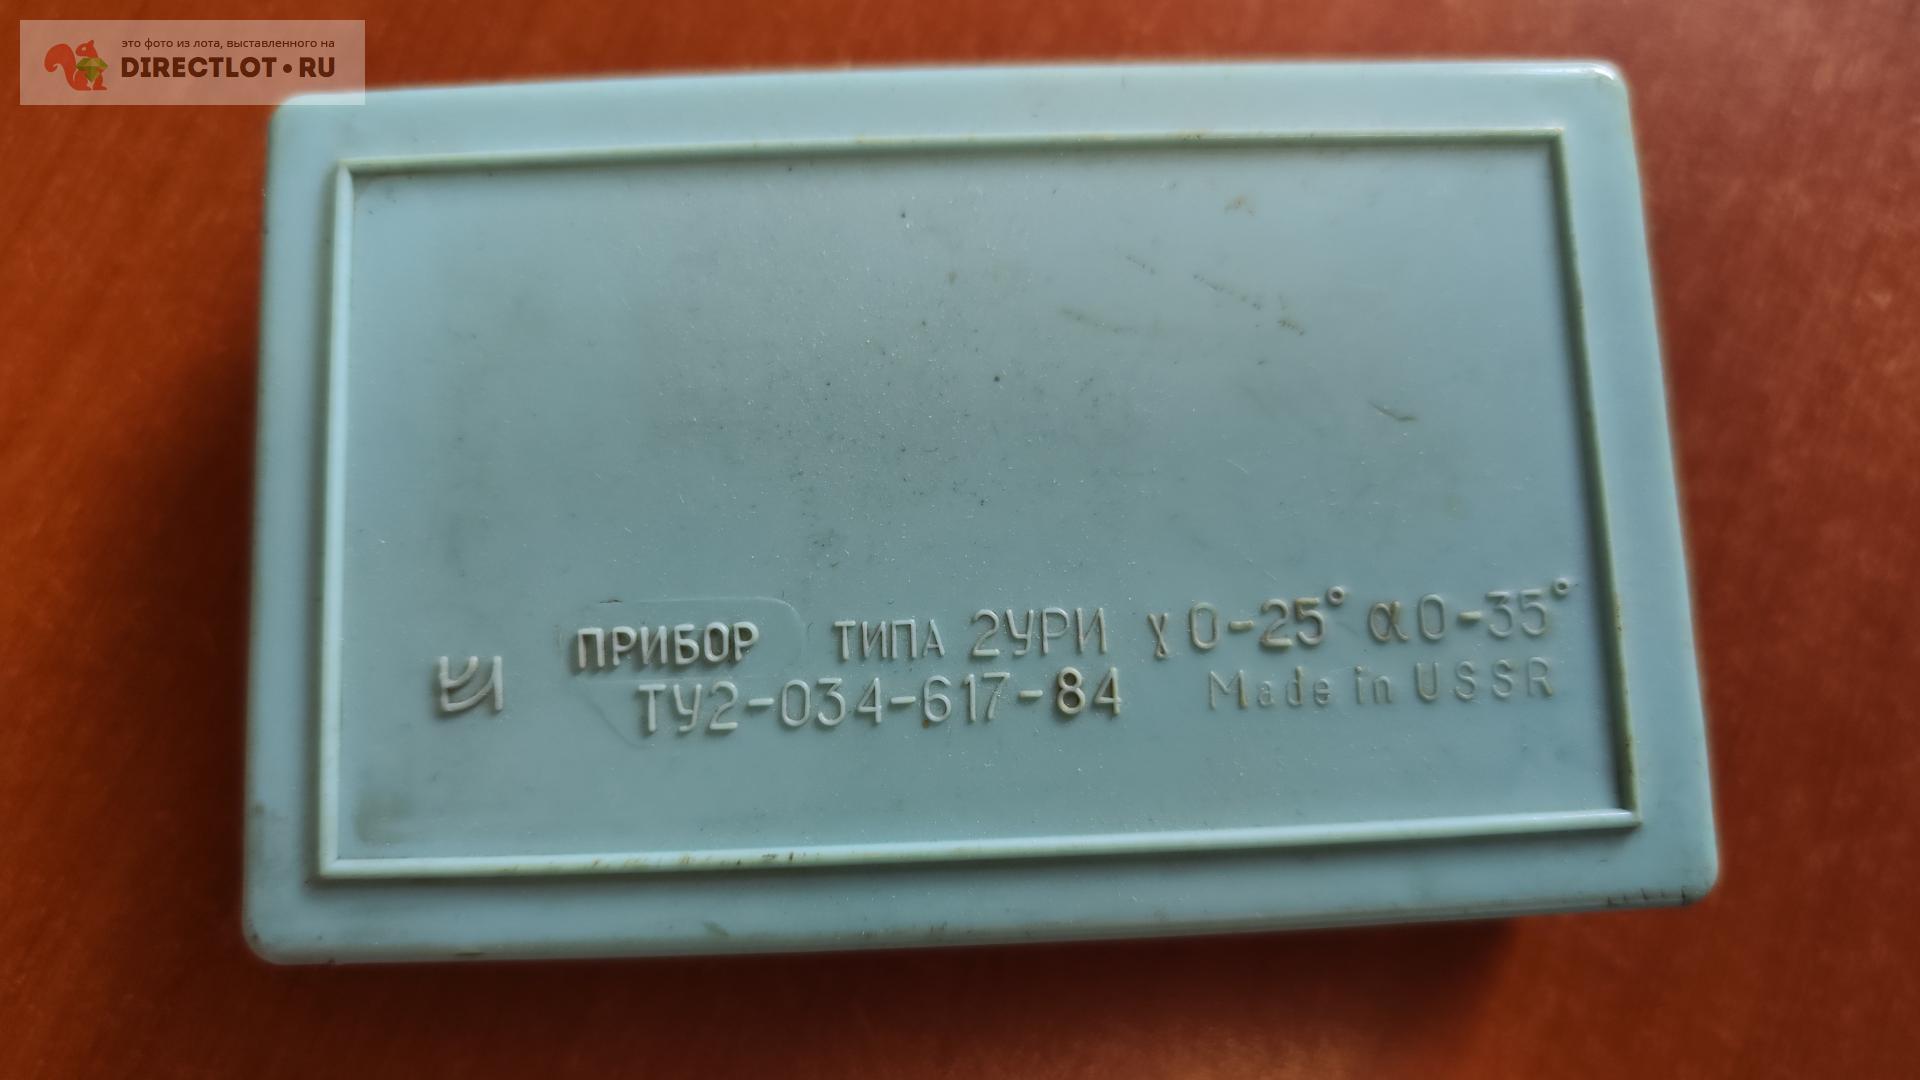 это фото из лота, выставленного на
DIRECTLOT•RU
ПРИБОР ТИПА 2УРИ ɣ 0-25° α 0-35°
ТУ2-034-617-84 Made in USSR